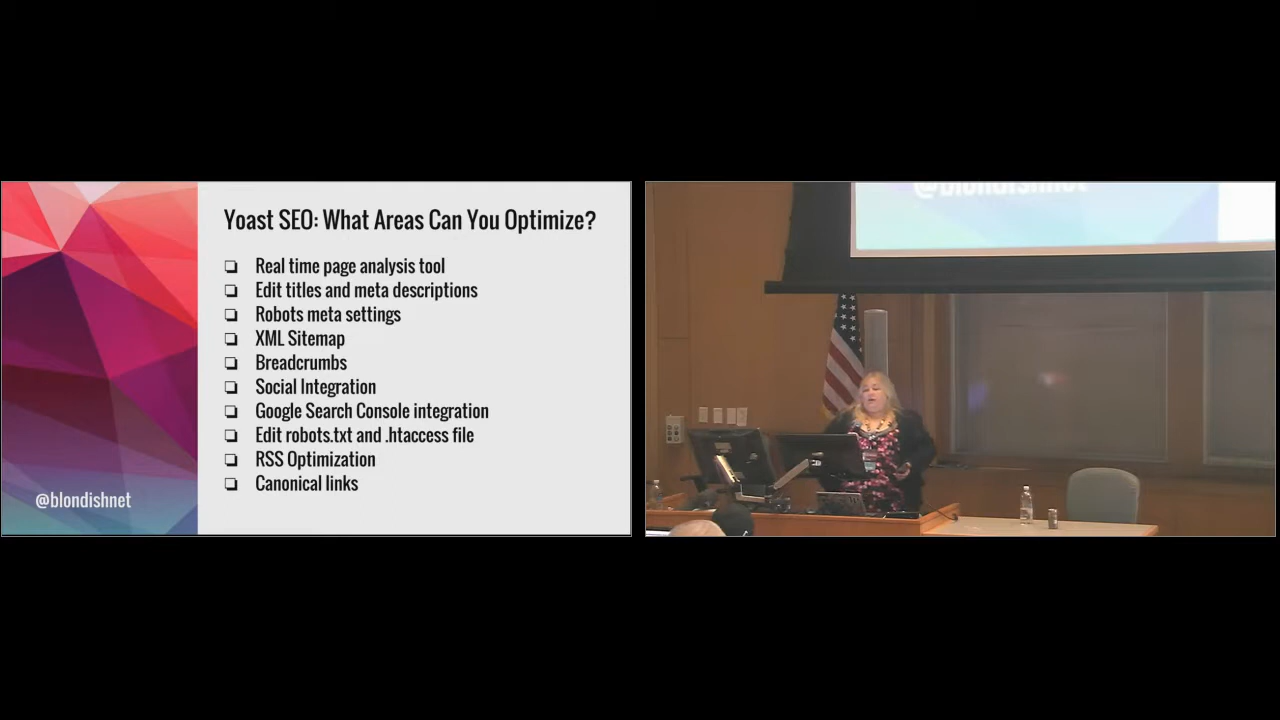 Yoast SEO: What Areas Can You Optimize?
❏ Real time page analysis tool
❏ Edit titles and meta descriptions
❏ Robots meta settings
❏ XML Sitemap
❏ Breadcrumbs
❏ Social Integration
❏ Google Search Console integration
❏ Edit robots.txt and .htaccess file
❏ RSS Optimization
❏ Canonical links
@blondishnet
@blondishnet